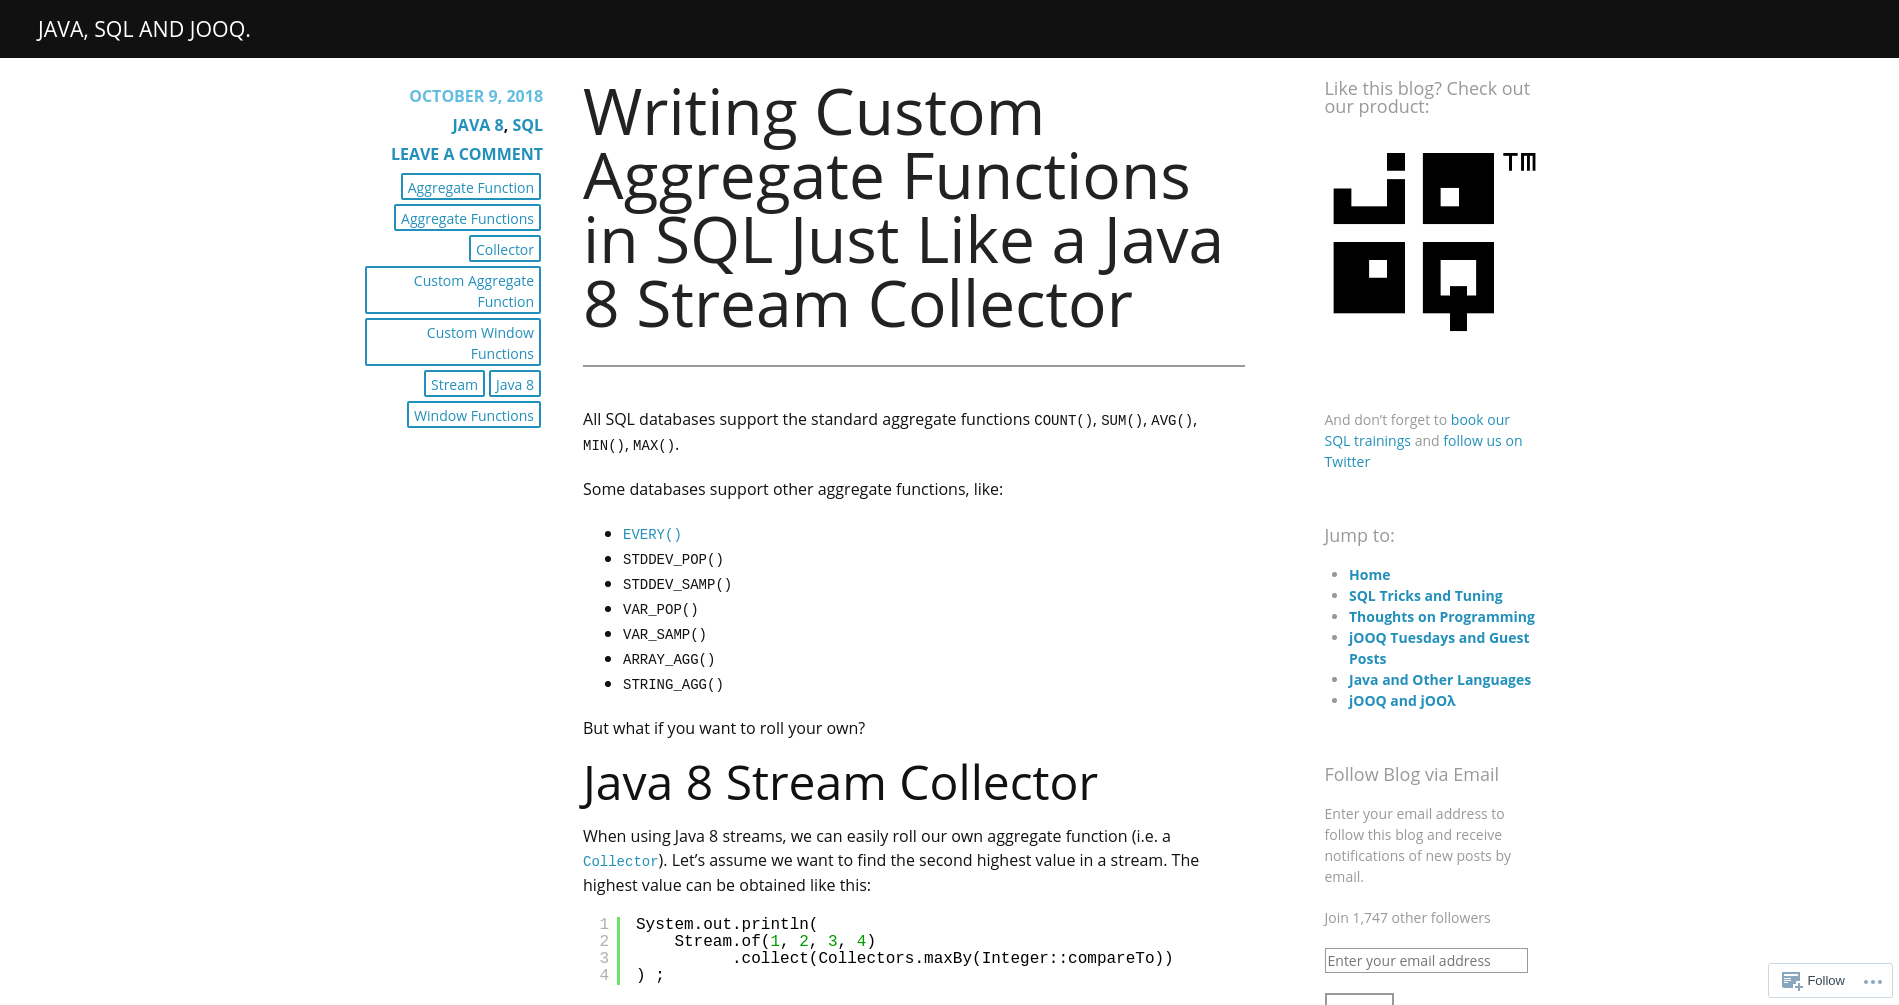 JAVA, SQL AND JOOQ.
OCTOBER 9, 2018
JAVA 8, SQL
LEAVE A COMMENT
Aggregate Function
Aggregate Functions
Collector
Custom Aggregate
Function
Custom Window
Functions
Stream Java 8
Window Functions
Writing Custom
Aggregate Functions
in SQL Just Like a Java
8 Stream Collector
All SQL databases support the standard aggregate functions COUNT(), SUM(), AVG(),
MIN(), MAX().
Some databases support other aggregate functions, like:
EVERY()
STDDEV_POP()
STDDEV_SAMP()
VAR_POP()
VAR_SAMP()
ARRAY_AGG()
STRING_AGG()
But what if you want to roll your own?
Java 8 Stream Collector
When using Java 8 streams, we can easily roll our own aggregate function (i.e. a
Collector). Let’s assume we want to find the second highest value in a stream. The
highest value can be obtained like this:
1 System.out.println(
2     Stream.of(1, 2, 3, 4)
3           .collect(Collectors.maxBy(Integer::compareTo))
4 ) ;
Like this blog? Check out
our product:
jOOQ TM
And don’t forget to book our
SQL trainings and follow us on
Twitter
Jump to:
Home
SQL Tricks and Tuning
Thoughts on Programming
jOOQ Tuesdays and Guest
Posts
Java and Other Languages
jOOQ and jOOλ
Follow Blog via Email
Enter your email address to
follow this blog and receive
notifications of new posts by
email.
Join 1,747 other followers
Enter your email address
Follow